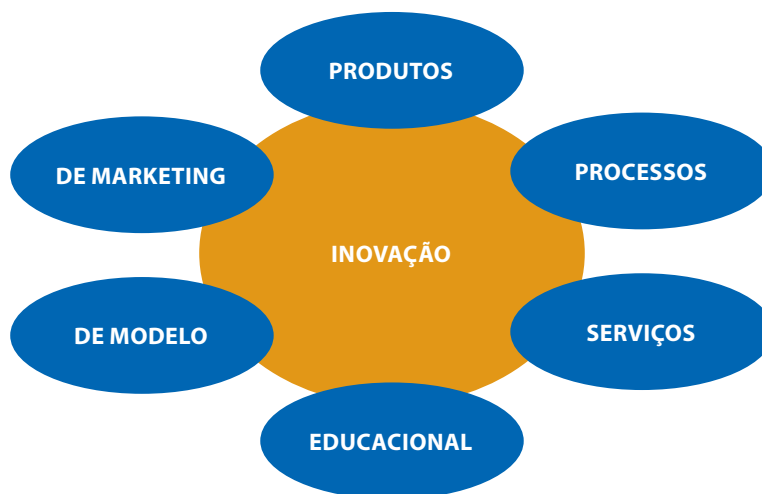 PRODUTOS
DE MARKETING
PROCESSOS
INOVAÇÃO
DE MODELO
SERVIÇOS
EDUCACIONAL